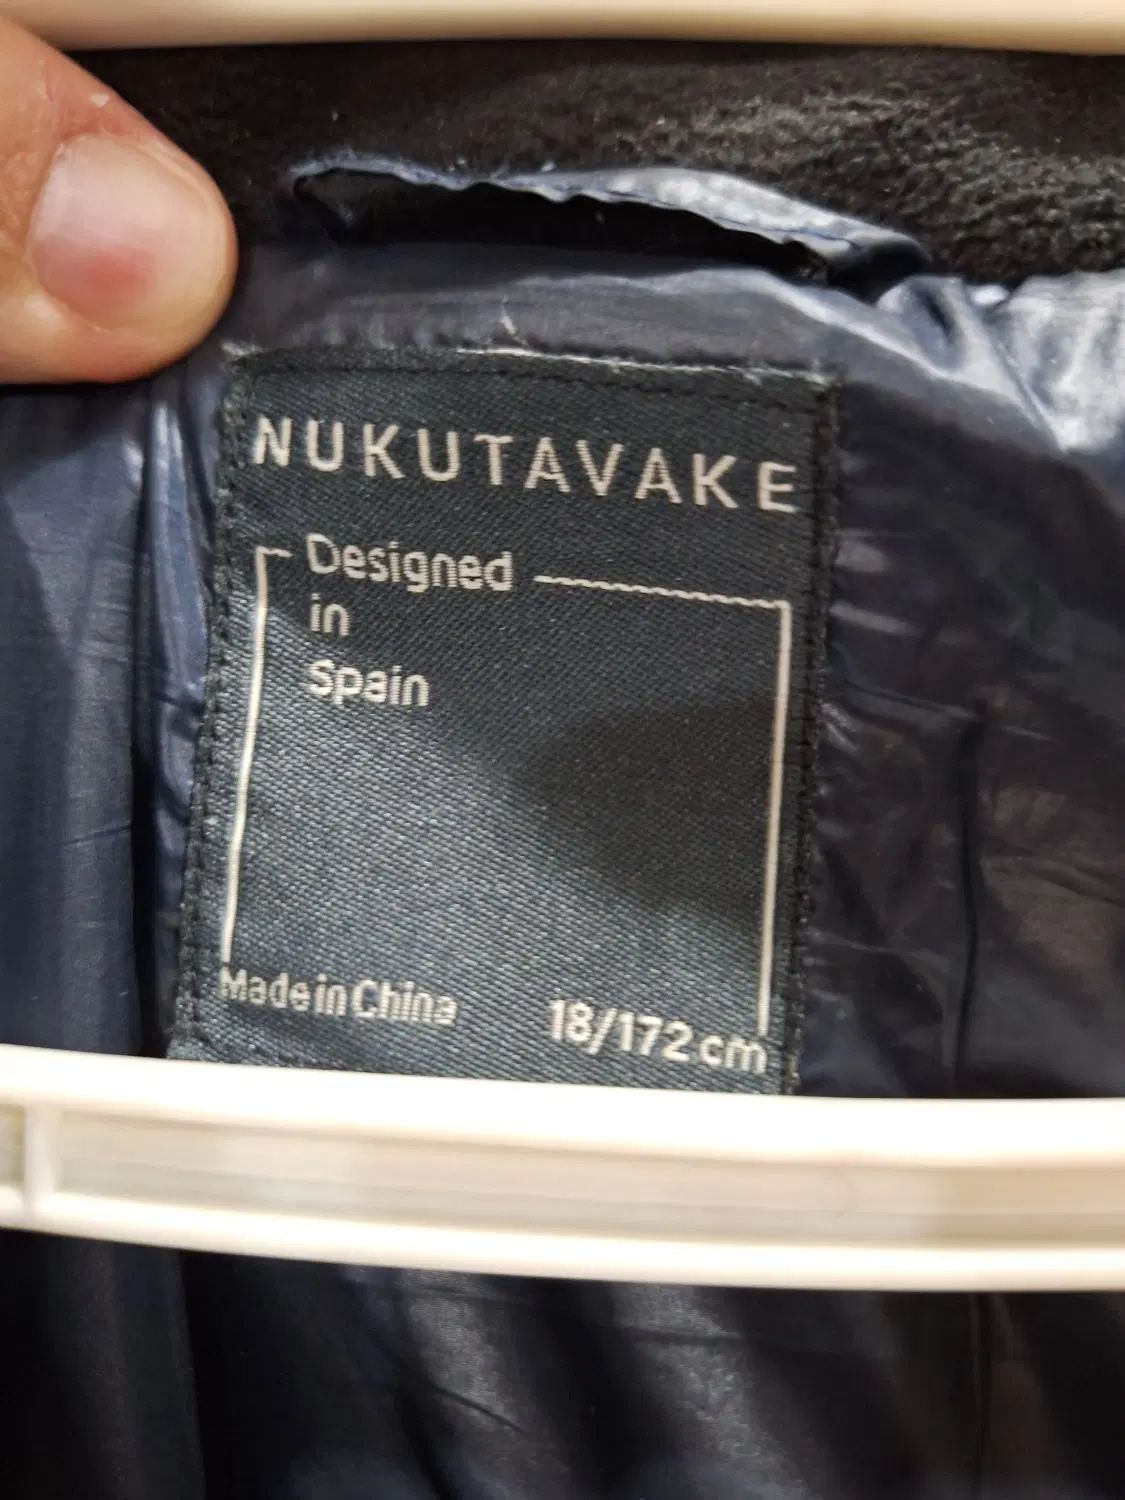 NUKUTAVAKE
Designed
in
Spain
Made in China 18/172 cm